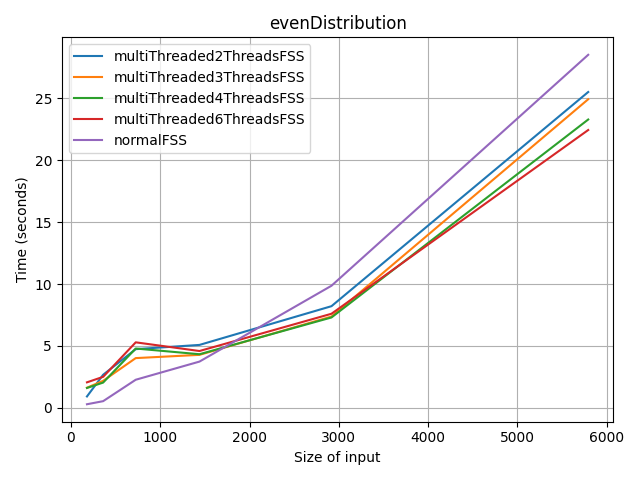 evenDistribution
multiThreaded2ThreadsFSS
multiThreaded3ThreadsFSS
multiThreaded4ThreadsFSS
multiThreaded6ThreadsFSS
normalFSS
Time (seconds)
25
20
15
10
5
0
0 1000 2000 3000 4000 5000 6000
Size of input